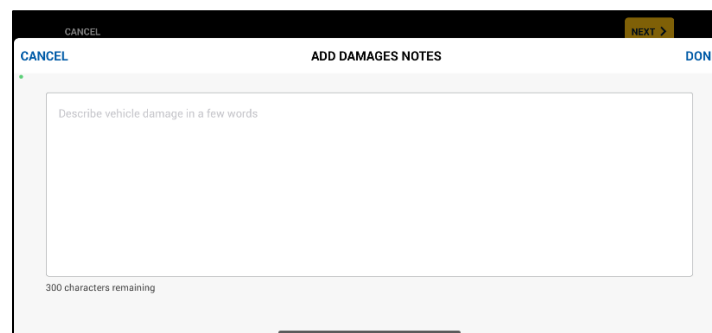 CANCEL NEXT
CANCEL ADD DAMAGES NOTES DON
Describe vehicle damage in a few words
300 characters remaining